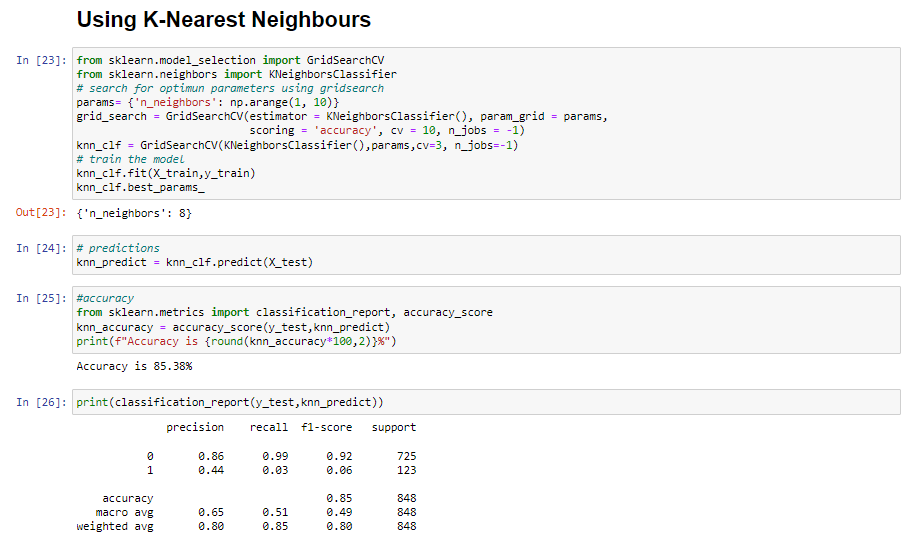 Using K-Nearest Neighbours
In [23]: from sklearn.model_selection import GridSearchCV
from sklearn.neighbors import KNeighborsClassifier
# search for optimun parameters using gridsearch
params= {'n_neighbors': np.arange(1, 10)}
grid_search = GridSearchCV(estimator = KNeighborsClassifier(), param_grid = params,
scoring = 'accuracy', cv = 10, n_jobs = -1)
knn_clf = GridSearchCV(KNeighborsClassifier(),params,cv=3, n_jobs=-1)
# train the model
knn_clf.fit(X_train,y_train)
knn_clf.best_params_
Out[23]: {'n_neighbors': 8}
In [24]: # predictions
knn_predict = knn_clf.predict(X_test)
In [25]: #accuracy
from sklearn.metrics import classification_report, accuracy_score
knn_accuracy = accuracy_score(y_test,knn_predict)
print(f"Accuracy is {round(knn_accuracy*100,2)}%")
Accuracy is 85.38%
In [26]: print(classification_report(y_test,knn_predict))
precision recall f1-score support
0 0.86 0.99 0.92 725
1 0.44 0.03 0.06 123
accuracy 0.85 848
macro avg 0.65 0.51 0.49 848
weighted avg 0.80 0.85 0.80 848